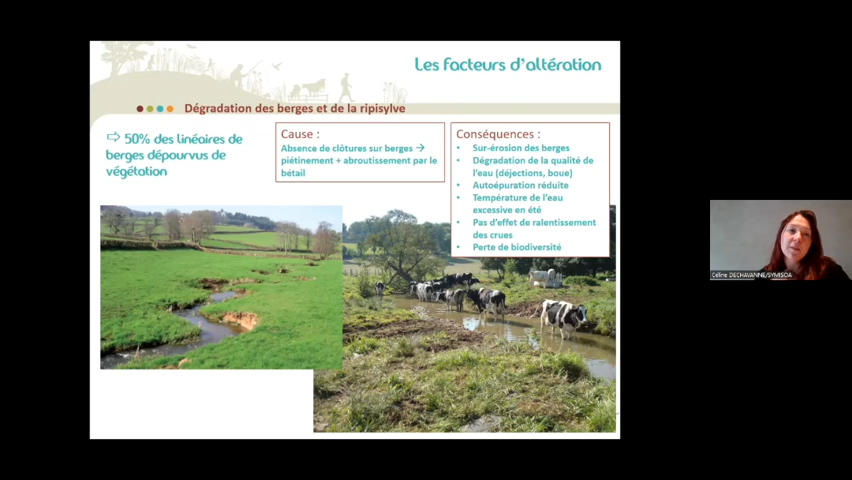 Les facteurs d'altération
Dégradation des berges et de la ripisylve
⇨ 50% des linéaires de
berges dépourvus de
végétation
Cause :
Absence de clôtures sur berges →
piétinement + abroutissement par le
bétail
Conséquences :
• Sur-érosion des berges
• Dégradation de la qualité de
l'eau (déjections, boue)
• Autoépuration réduite
• Température de l'eau
excessive en été
• Pas d'effet de ralentissement
des crues
• Perte de biodiversité
Céline DECHAVANNE/SYMISOA